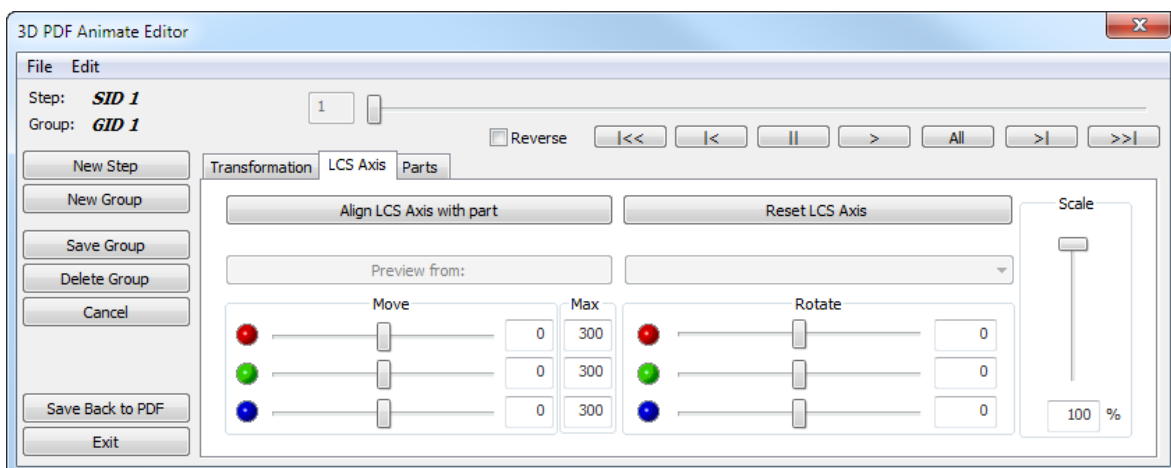 3D PDF Animate Editor
x
File Edit
Step: SID 1
Group: GID 1
1
Reverse |<< |< || > All >| >>|
New Step
New Group
Save Group
Delete Group
Cancel
Save Back to PDF
Exit
Transformation LCS Axis Parts
Align LCS Axis with part Reset LCS Axis
Preview from:
Move Max Rotate
0 300 0
0 300 0
0 300 0
Scale
100 %